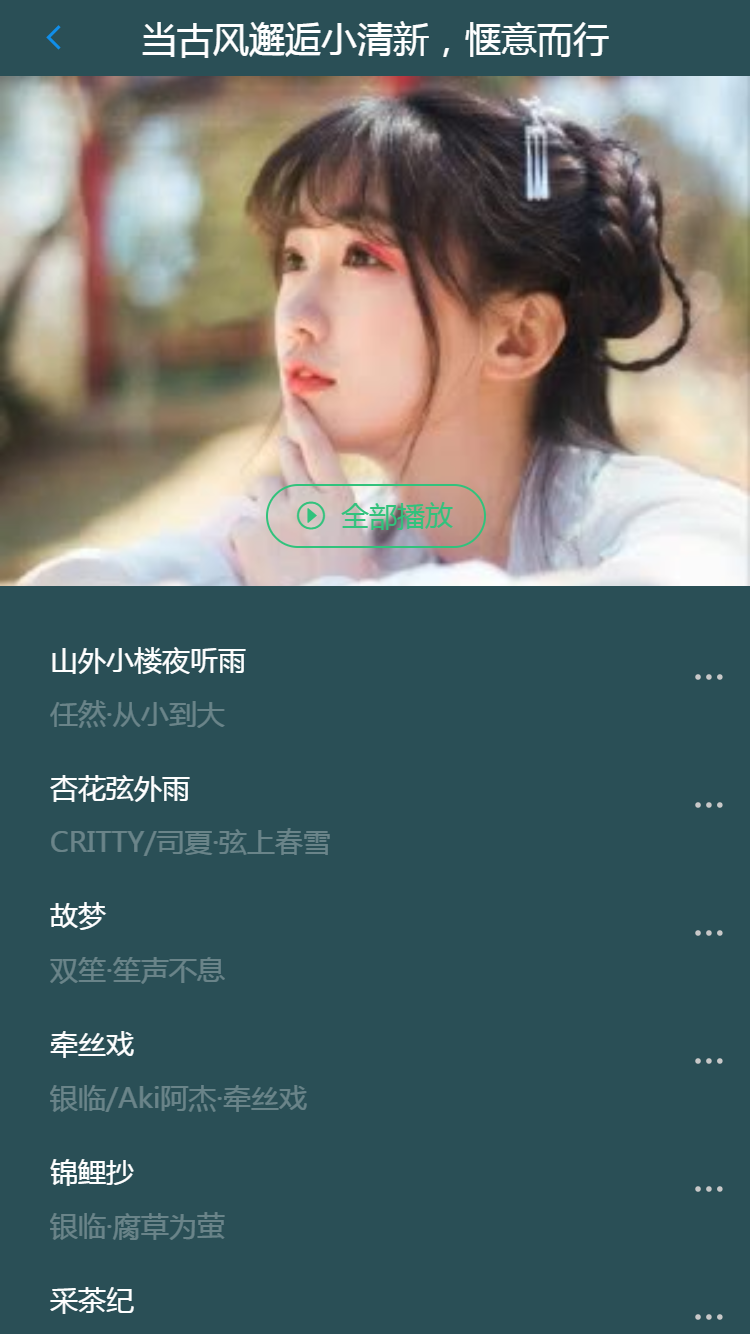 当古风邂逅小清新，惬意而行
全部播放
山外小楼夜听雨
任然·从小到大
杏花弦外雨
CRITTY/司夏·弦上春雪
故梦
双笙·笙声不息
牵丝戏
银临/Aki阿杰·牵丝戏
锦鲤抄
银临·腐草为萤
采茶纪